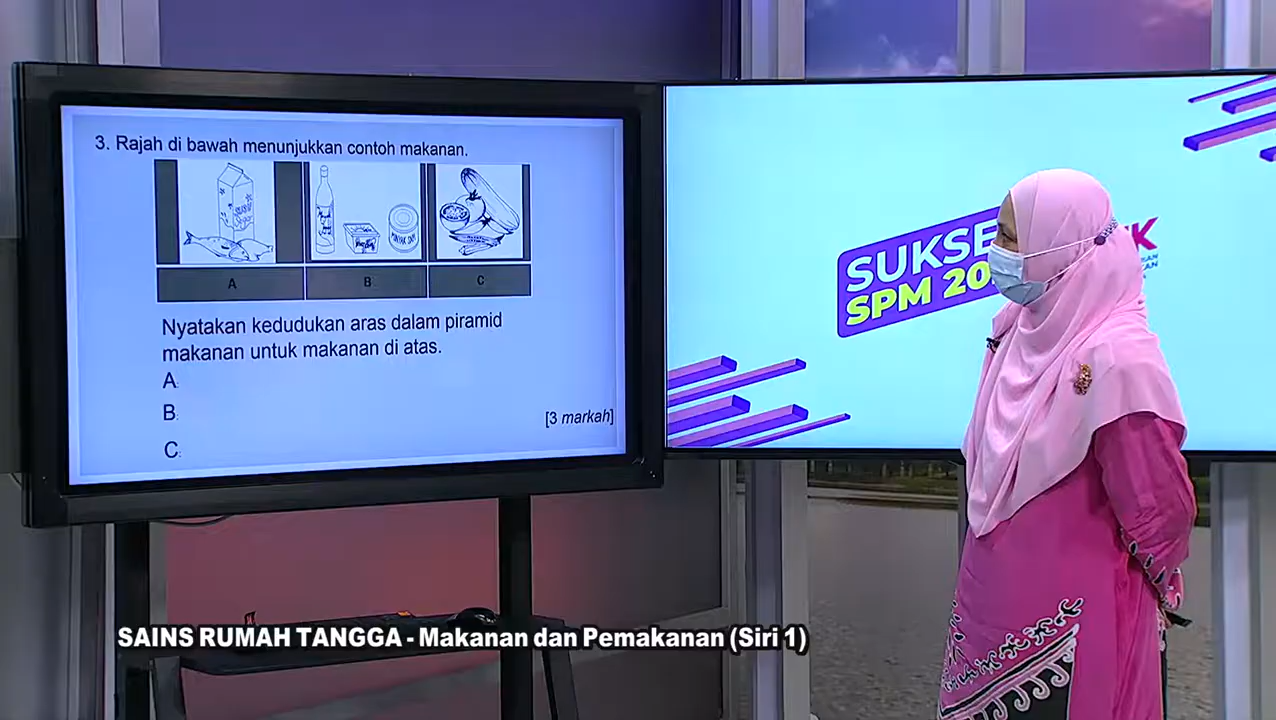 3. Rajah di bawah menunjukkan contoh makanan.
A
B
C
Nyatakan kedudukan aras dalam piramid
makanan untuk makanan di atas.
A:
B:
[3 markah]
C:
SUKSE
SPM 20
K
SAINS RUMAH TANGGA - Makanan dan Pemakanan (Siri 1)